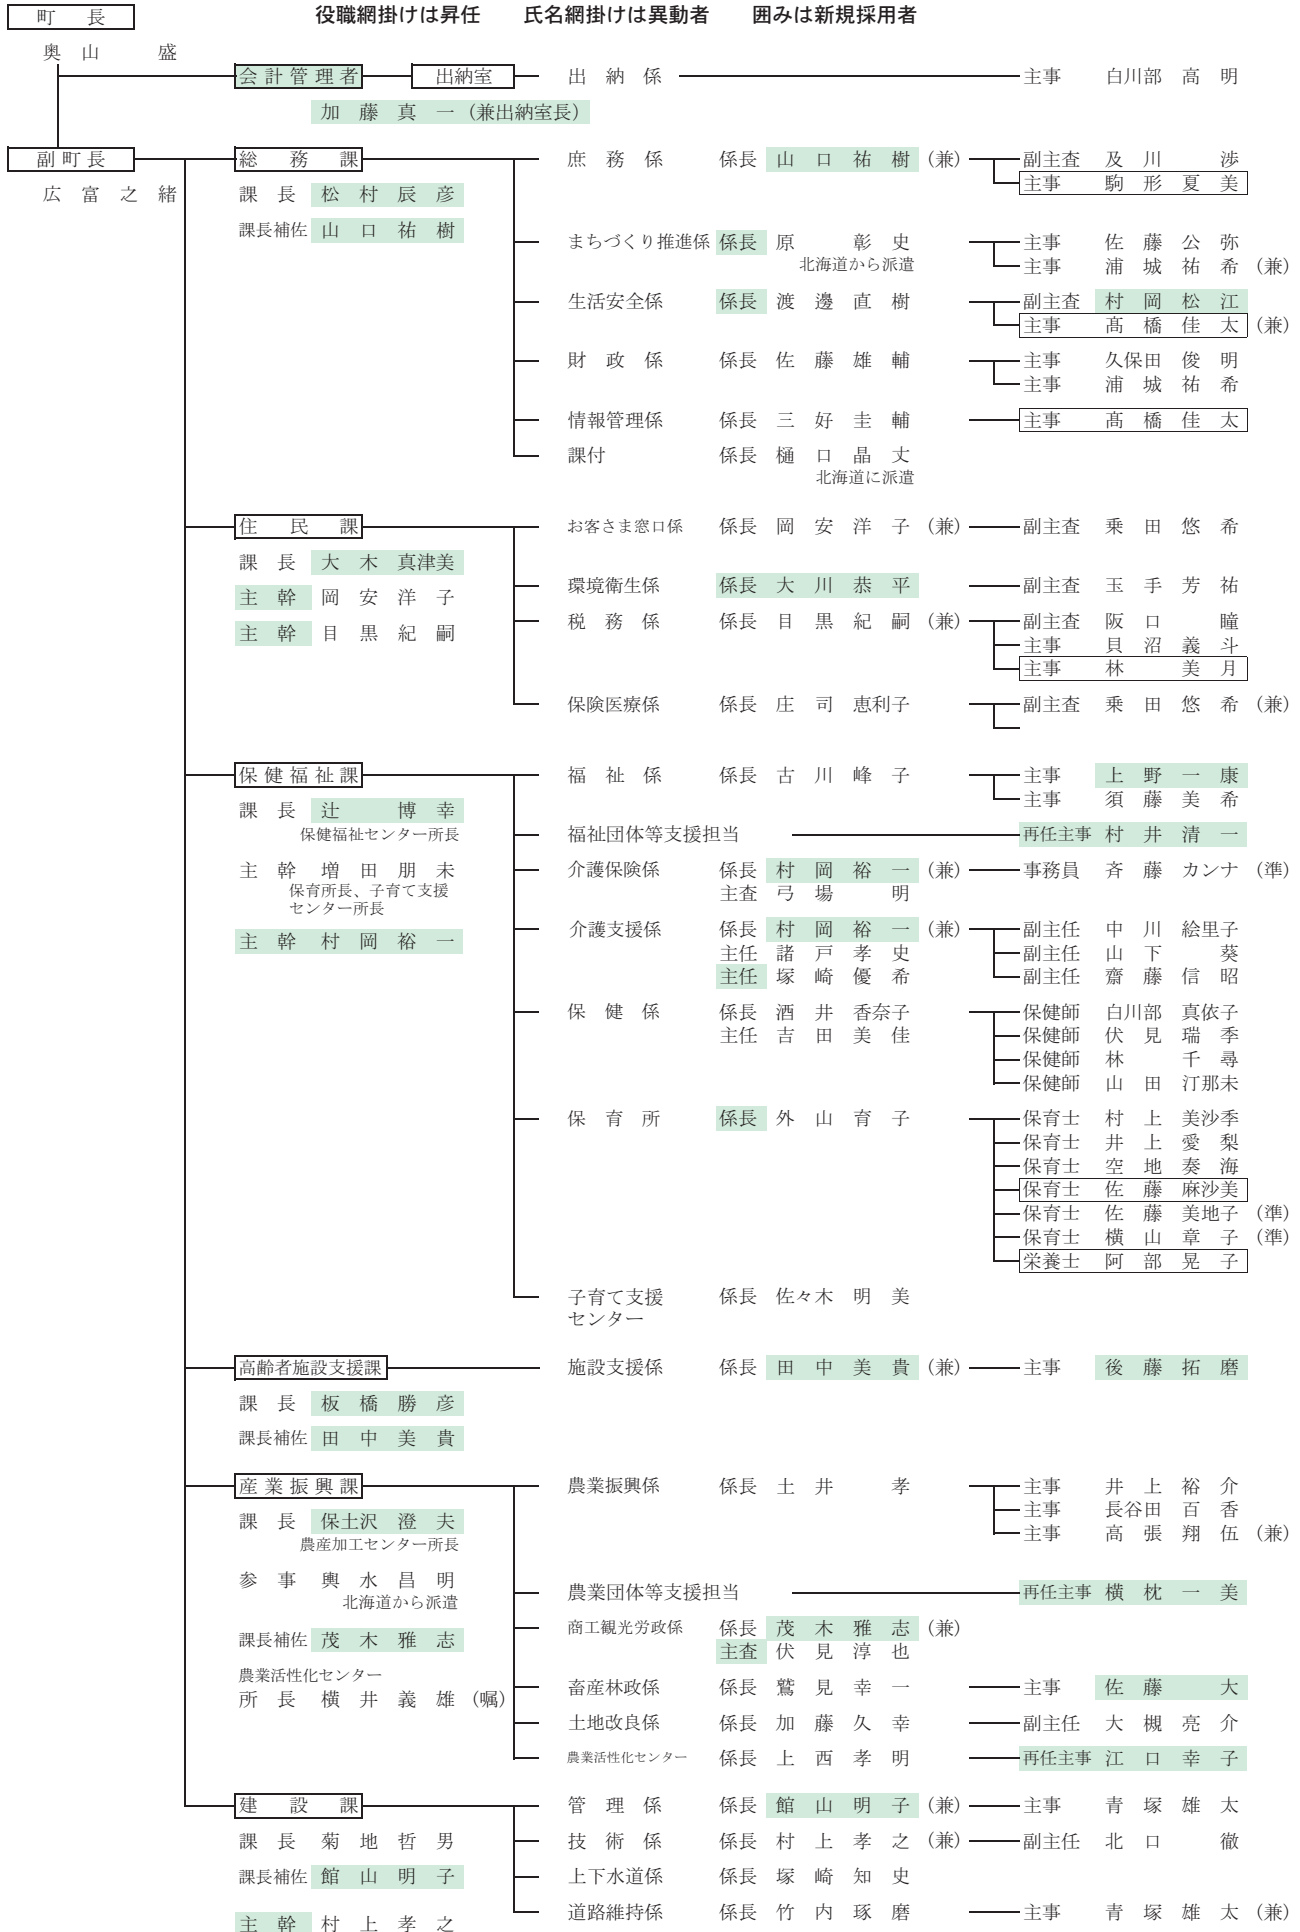 役職網掛けは昇任　氏名網掛けは異動者　囲みは新規採用者
町長
奥山　盛
会計管理者　出納室　出納係　主事　白川部高明
加藤真一（兼出納室長）
副町長　総務課　庶務係　係長　山口祐樹（兼）　副主査　及川　渉
広富之緒　課長　松村辰彦　主事　駒形夏美
課長補佐　山口祐樹　まちづくり推進係　係長　原　彰史　主事　佐藤公弥
北海道から派遣　主事　浦城祐希（兼）
生活安全係　係長　渡邊直樹　副主査　村岡松江
主事　髙橋佳太（兼）
財政係　係長　佐藤雄輔　主事　久保田俊明
主事　浦城祐希
情報管理係　係長　三好圭輔　主事　髙橋佳太
課付　係長　樋口晶丈
北海道に派遣
住民課　お客さま窓口係　係長　岡安洋子（兼）　副主査　乗田悠希
課長　大木真津美　環境衛生係　係長　大川恭平　副主査　玉手芳祐
主幹　岡安洋子
主幹　目黒紀嗣　税務係　係長　目黒紀嗣（兼）　副主査　阪口　瞳
主事　貝沼義斗
主事　林　美月
保険医療係　係長　庄司恵利子　副主査　乗田悠希（兼）
保健福祉課　福祉係　係長　古川峰子　主事　上野一康
課長　辻　博幸　主事　須藤美希
保健福祉センター所長　福祉団体等支援担当　再任主事　村井清一
主幹　増田朋未　介護保険係　係長　村岡裕一（兼）　事務員　斉藤カンナ（準）
保育所長、子育て支援　主査　弓場　明
センター所長
主幹　村岡裕一　介護支援係　係長　村岡裕一（兼）　副主任　中川絵里子
主任　諸戸孝史　副主任　山下　葵
主任　塚崎優希　副主任　齋藤信昭
保健係　係長　酒井香奈子　保健師　白川部真依子
主任　吉田美佳　保健師　伏見瑞季
保健師　林　千尋
保健師　山田汀那未
保育所　係長　外山育子　保育士　村上美沙季
保育士　井上愛梨
保育士　空地奏海
保育士　佐藤麻沙美
保育士　佐藤美地子（準）
保育士　横山章子（準）
栄養士　阿部晃子
子育て支援　係長　佐々木明美
センター
高齢者施設支援課　施設支援係　係長　田中美貴（兼）　主事　後藤拓磨
課長　板橋勝彦
課長補佐　田中美貴
産業振興課　農業振興係　係長　土井　孝　主事　井上裕介
課長　保土沢澄夫　主事　長谷田百香
農産加工センター所長　主事　高張翔伍（兼）
参事　輿水昌明　農業団体等支援担当　再任主事　横枕一美
北海道から派遣
課長補佐　茂木雅志　商工観光労政係　係長　茂木雅志（兼）
主査　伏見淳也
農業活性化センター　畜産林政係　係長　鷲見幸一　主事　佐藤　大
所長　横井義雄（嘱）
土地改良係　係長　加藤久幸　副主任　大槻亮介
農業活性化センター　係長　上西孝明　再任主事　江口幸子
建設課　管理係　係長　館山明子（兼）　主事　青塚雄太
課長　菊地哲男　技術係　係長　村上孝之（兼）　副主任　北口　徹
課長補佐　館山明子　上下水道係　係長　塚崎知史
主幹　村上孝之　道路維持係　係長　竹内琢磨　主事　青塚雄太（兼）